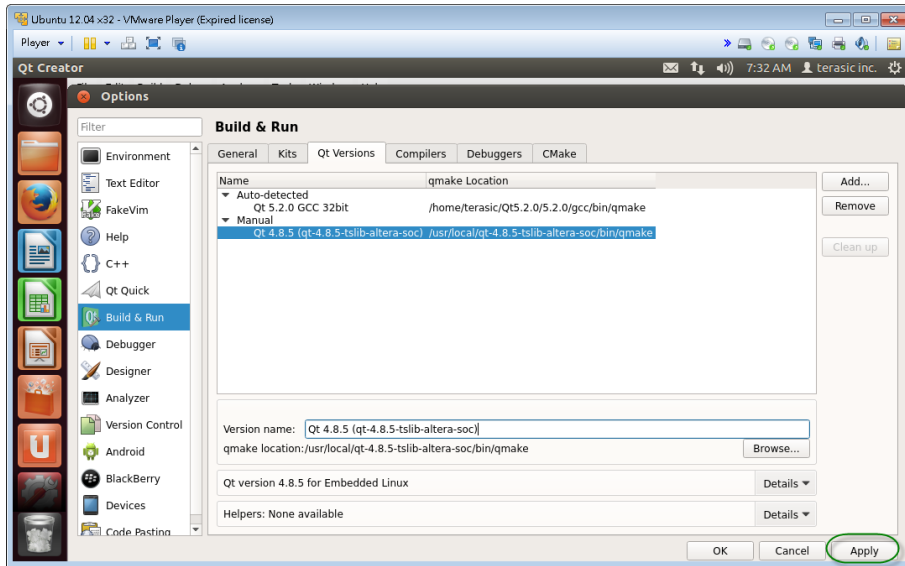 Ubuntu 12.04 x32 - VMware Player (Expired license)
Player
Qt Creator 7:32 AM terasic inc.
Options
Filter
Build & Run
Environment
Text Editor
FakeVim
Help
C++
Qt Quick
Build & Run
Debugger
Designer
Analyzer
Version Control
Android
BlackBerry
Devices
Code Pasting
General Kits Qt Versions Compilers Debuggers CMake
Name qmake Location
Auto-detected
Qt 5.2.0 GCC 32bit /home/terasic/Qt5.2.0/5.2.0/gcc/bin/qmake
Manual
Qt 4.8.5 (qt-4.8.5-tslib-altera-soc) /usr/local/qt-4.8.5-tslib-altera-soc/bin/qmake
Add...
Remove
Clean up
Version name: Qt 4.8.5 (qt-4.8.5-tslib-altera-soc)
qmake location:/usr/local/qt-4.8.5-tslib-altera-soc/bin/qmake Browse...
Qt version 4.8.5 for Embedded Linux Details
Helpers: None available Details
OK Cancel Apply